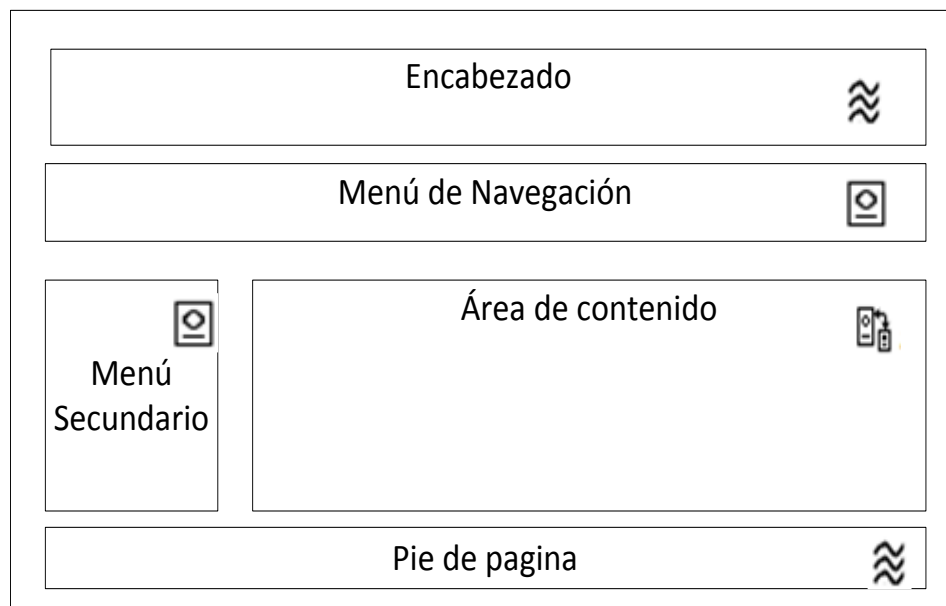 Encabezado
Menú de Navegación
Área de contenido
Menú
Secundario
Pie de pagina